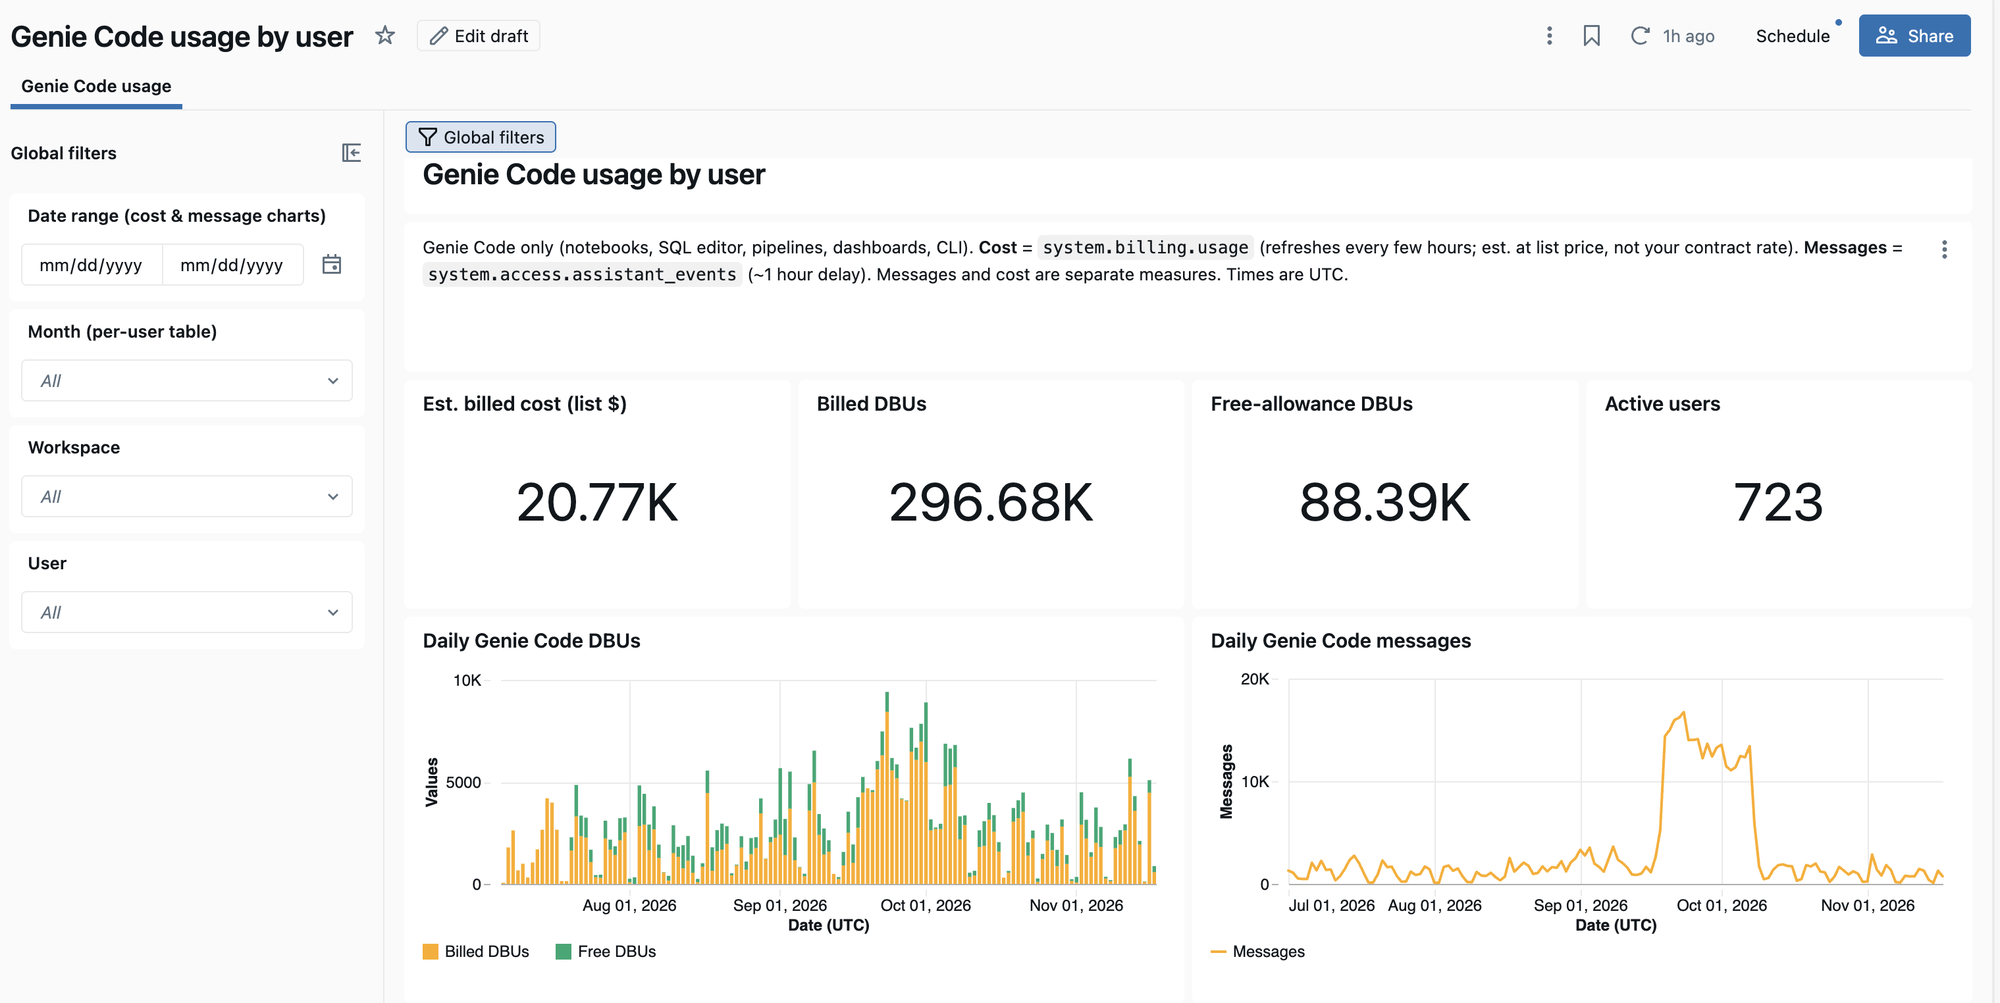 Genie Code usage by user
Edit draft
1h ago
Schedule
Share
Genie Code usage
Global filters
Date range (cost & message charts)
mm/dd/yyyy
mm/dd/yyyy
Month (per-user table)
All
Workspace
All
User
All
Global filters
Genie Code usage by user
Genie Code only (notebooks, SQL editor, pipelines, dashboards, CLI). Cost = system.billing.usage (refreshes every few hours; est. at list price, not your contract rate). Messages =
system.access.assistant_events (~1 hour delay). Messages and cost are separate measures. Times are UTC.
Est. billed cost (list $)
20.77K
Billed DBUs
296.68K
Free-allowance DBUs
88.39K
Active users
723
Daily Genie Code DBUs
10K
5000
0
Values
Aug 01, 2026
Sep 01, 2026
Oct 01, 2026
Nov 01, 2026
Date (UTC)
Billed DBUs
Free DBUs
Daily Genie Code messages
20K
10K
0
Messages
Jul 01, 2026
Aug 01, 2026
Sep 01, 2026
Oct 01, 2026
Nov 01, 2026
Date (UTC)
Messages